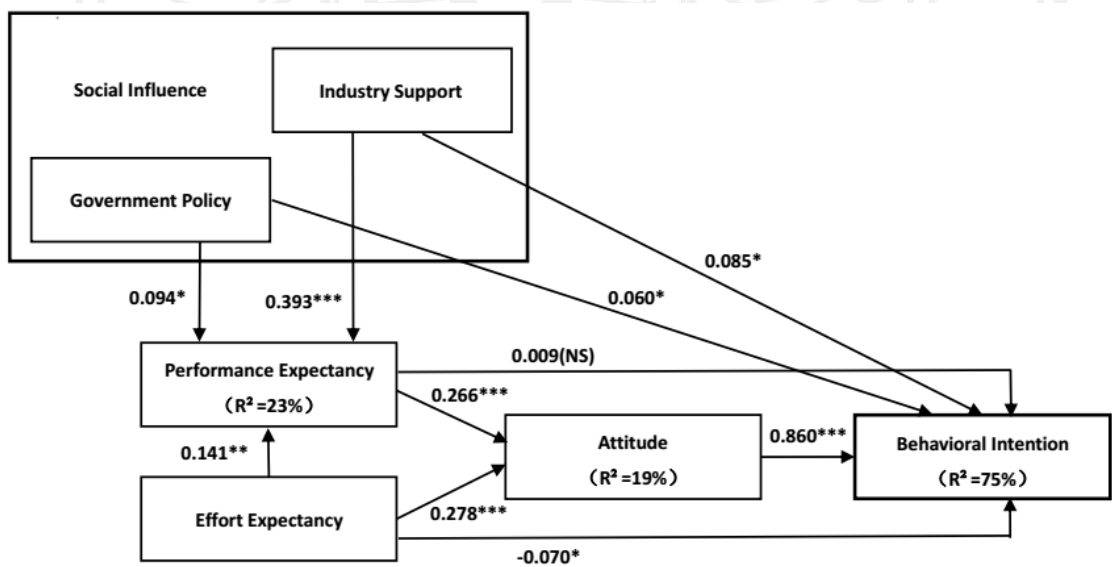 Social Influence
Industry Support
Government Policy
0.094*
0.393***
0.060*
0.085*
Performance Expectancy
（R² =23%）
0.009(NS)
0.266***
0.141**
Attitude
（R² =19%）
0.860***
Behavioral Intention
（R² =75%）
Effort Expectancy
0.278***
-0.070*